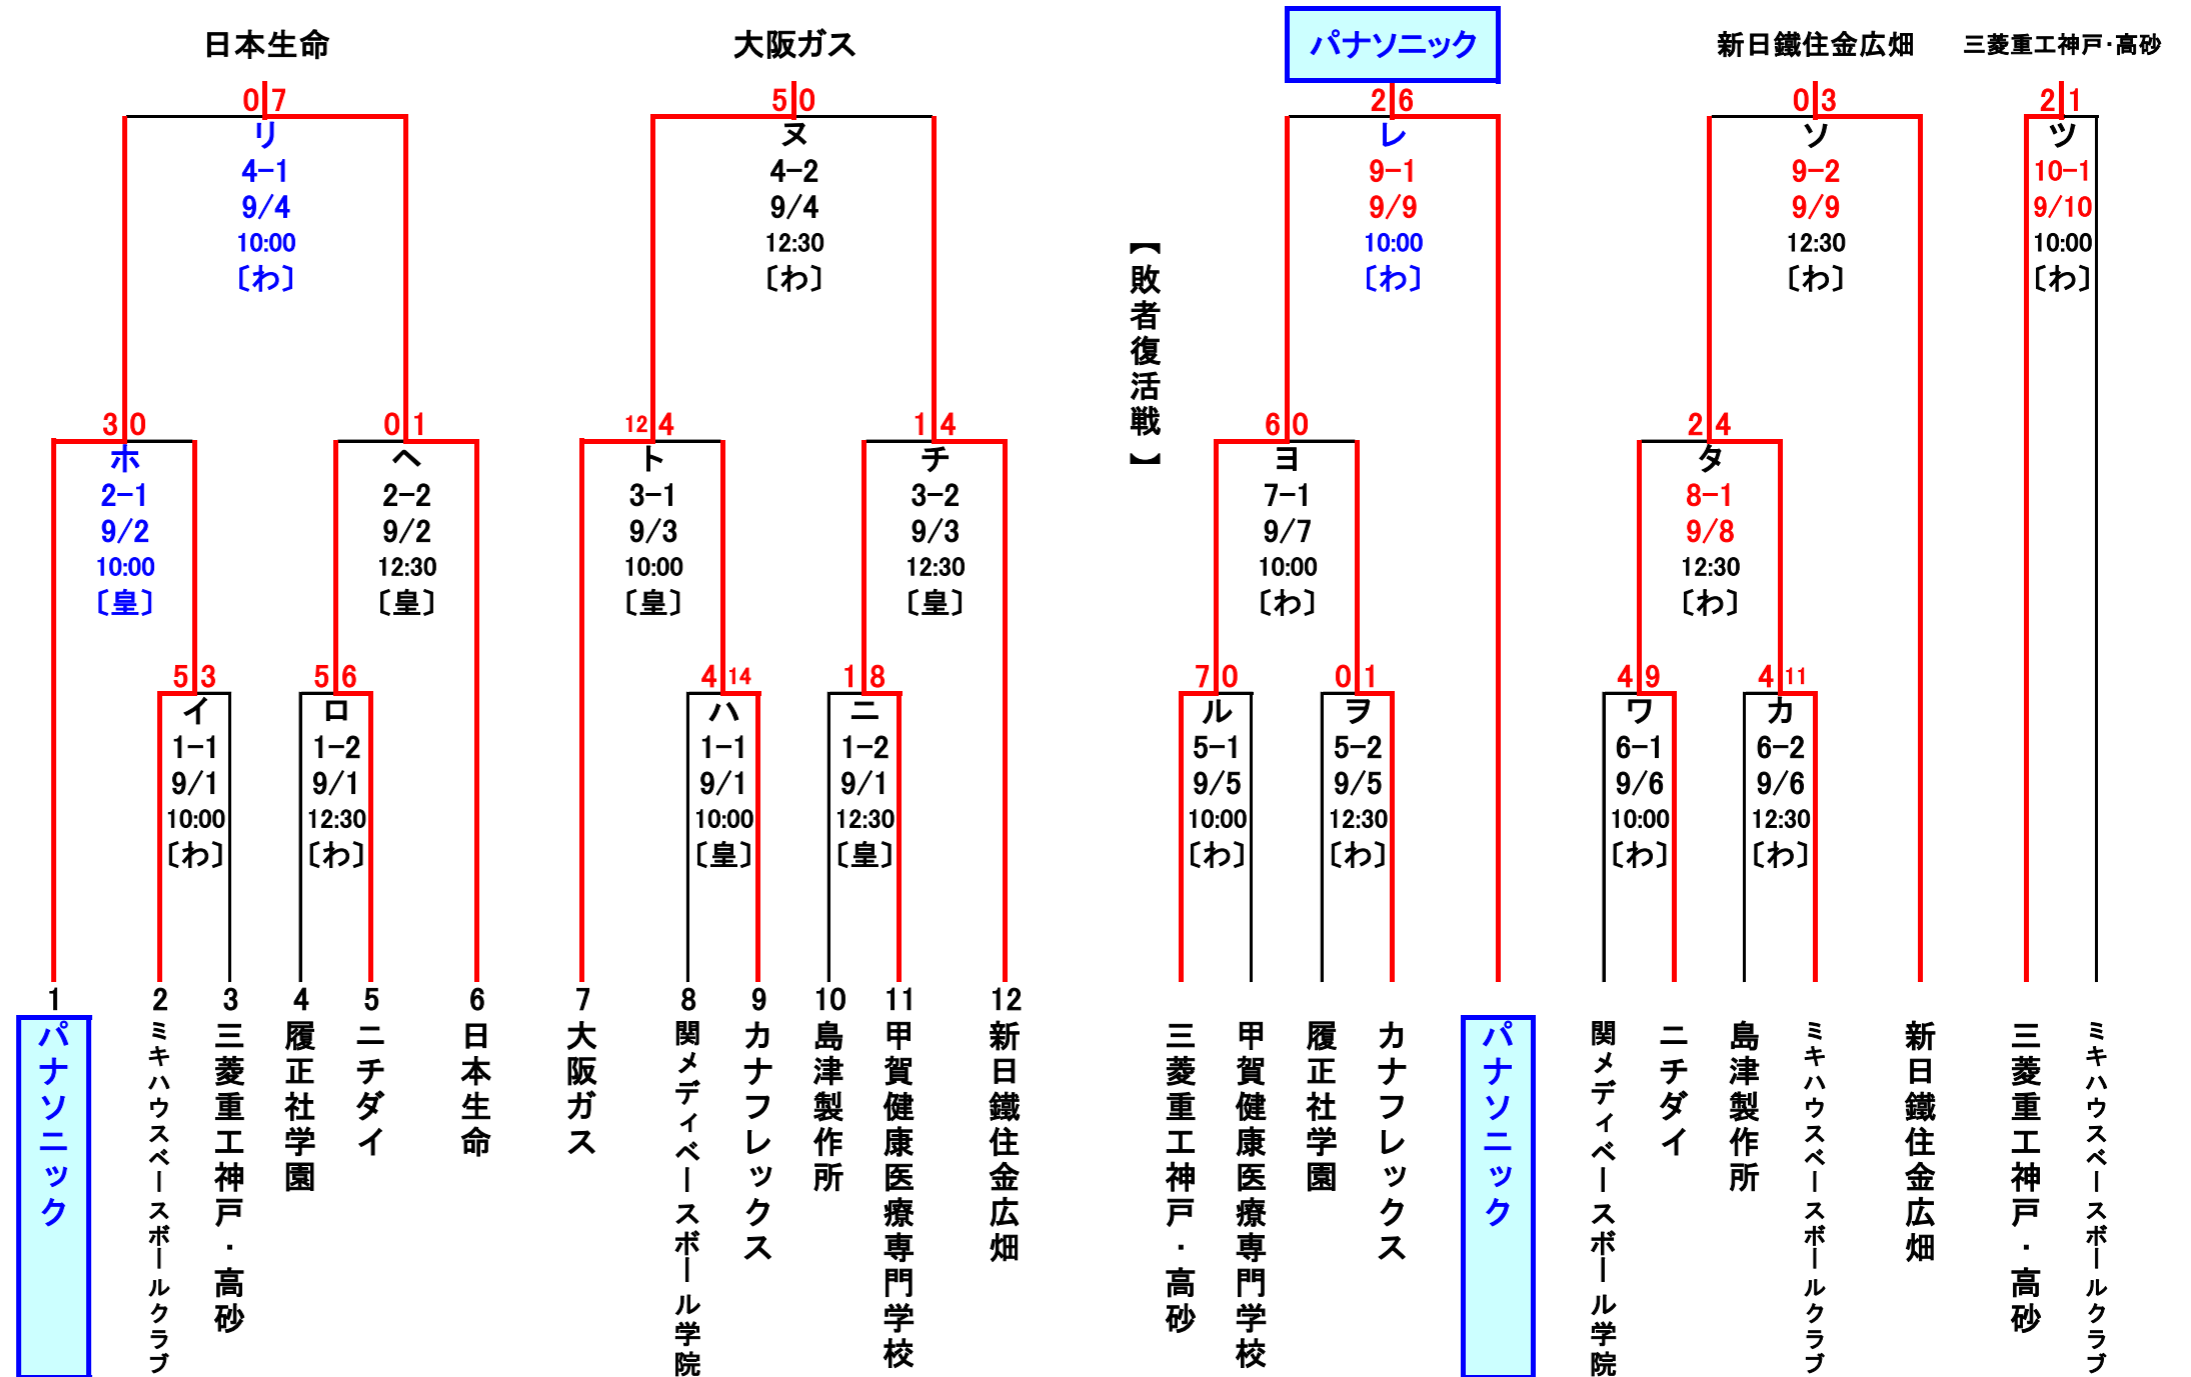 日本生命
大阪ガス
パナソニック
新日鐵住金広畑
三菱重工神戸・高砂
0 7
リ
4-1
9/4
10:00
〔わ〕
5 0
ヌ
4-2
9/4
12:30
〔わ〕
【敗者復活戦】
2 6
レ
9-1
9/9
10:00
〔わ〕
0 3
ソ
9-2
9/9
12:30
〔わ〕
2 1
ツ
10-1
9/10
10:00
〔わ〕
3 0
ホ
2-1
9/2
10:00
〔皇〕
0 1
ヘ
2-2
9/2
12:30
〔皇〕
12 4
ト
3-1
9/3
10:00
〔皇〕
1 4
チ
3-2
9/3
12:30
〔皇〕
6 0
ヨ
7-1
9/7
10:00
〔わ〕
2 4
タ
8-1
9/8
12:30
〔わ〕
5 3
イ
1-1
9/1
10:00
〔わ〕
5 6
ロ
1-2
9/1
12:30
〔わ〕
4 14
ハ
1-1
9/1
10:00
〔皇〕
1 8
ニ
1-2
9/1
12:30
〔皇〕
7 0
ル
5-1
9/5
10:00
〔わ〕
0 1
ヲ
5-2
9/5
12:30
〔わ〕
4 9
ワ
6-1
9/6
10:00
〔わ〕
4 11
カ
6-2
9/6
12:30
〔わ〕
1
パナソニック
2
ミキハウスベースボールクラブ
3
三菱重工神戸・高砂
4
履正社学園
5
ニチダイ
6
日本生命
7
大阪ガス
8
関メディベースボール学院
9
カナフレックス
10
島津製作所
11
甲賀健康医療専門学校
12
新日鐵住金広畑
三菱重工神戸・高砂
甲賀健康医療専門学校
履正社学園
カナフレックス
パナソニック
関メディベースボール学院
ニチダイ
島津製作所
ミキハウスベースボールクラブ
新日鐵住金広畑
三菱重工神戸・高砂
ミキハウスベースボールクラブ